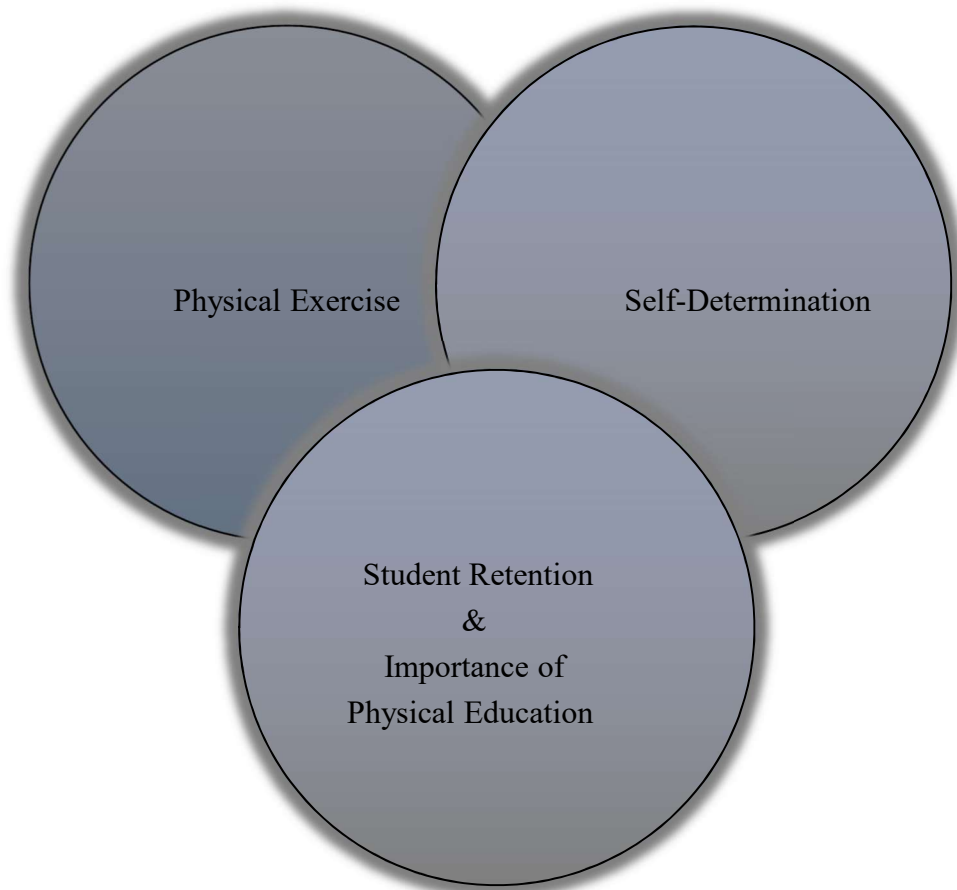 Physical Exercise
Self-Determination
Student Retention
&
Importance of
Physical Education